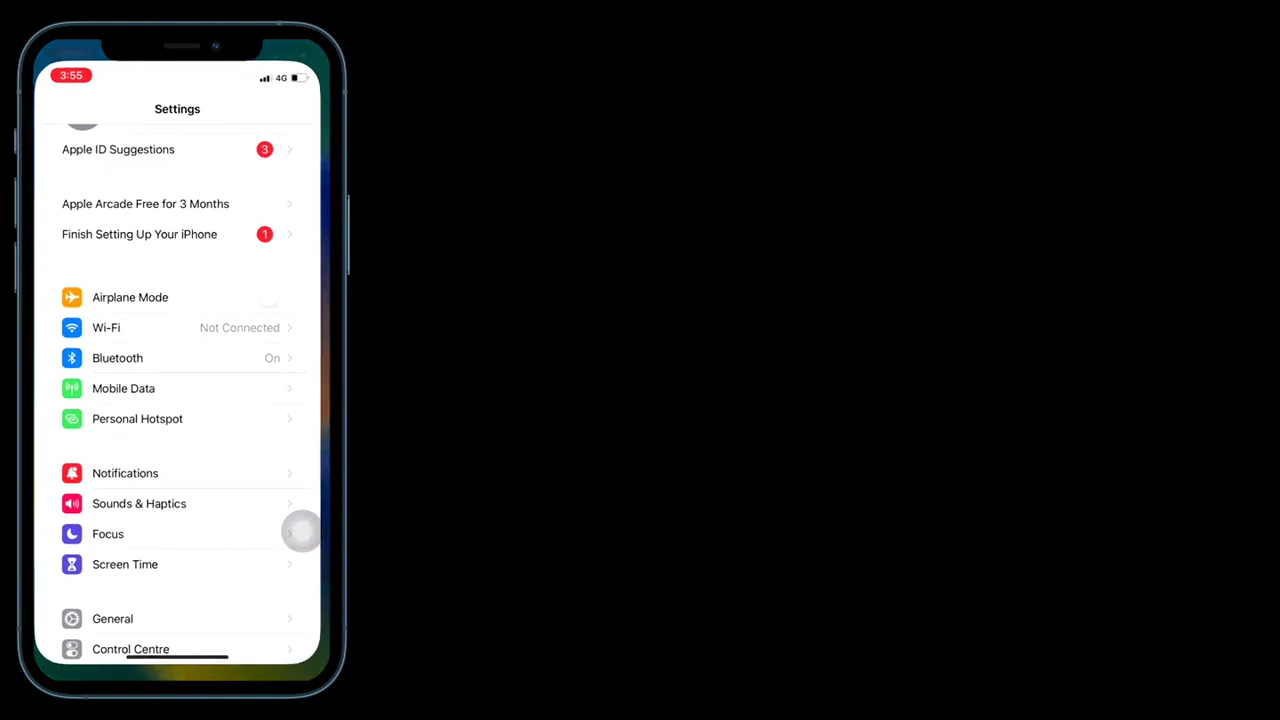 3:55 4G
Settings
Apple ID Suggestions 3
Apple Arcade Free for 3 Months
Finish Setting Up Your iPhone 1
Airplane Mode
Wi-Fi Not Connected
Bluetooth On
Mobile Data
Personal Hotspot
Notifications
Sounds & Haptics
Focus
Screen Time
General
Control Centre